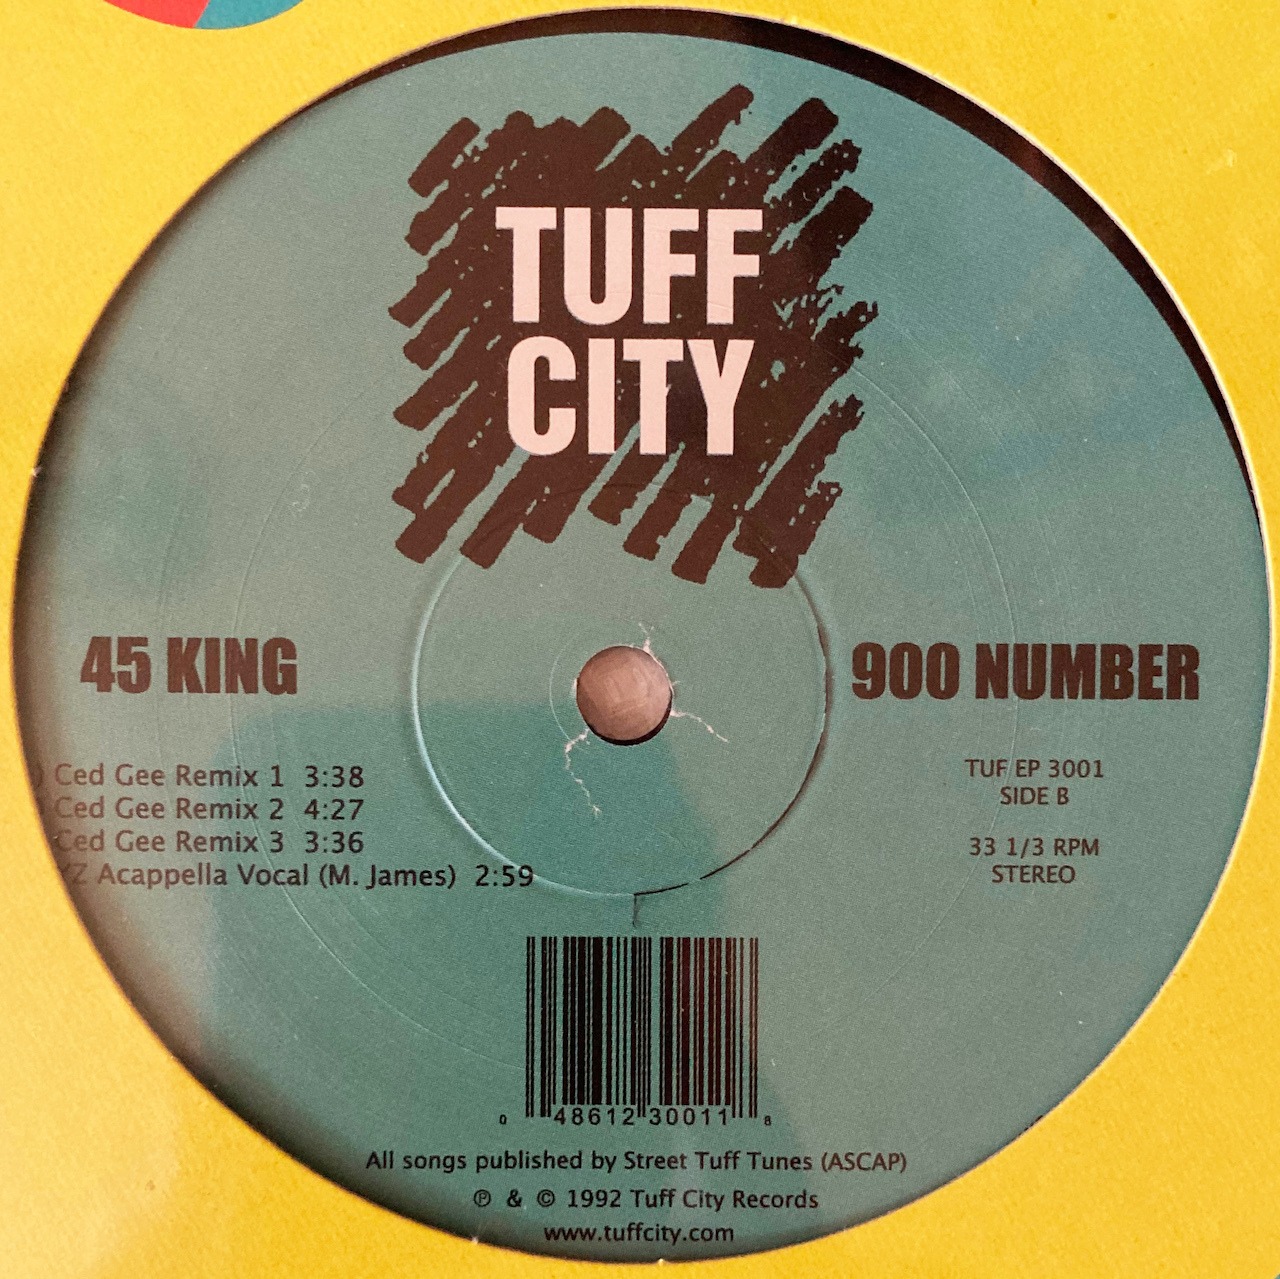 TUFF
CITY
45 KING
900 NUMBER
Ced Gee Remix 1 3:38
Ced Gee Remix 2 4:27
Ced Gee Remix 3 3:36
YZ Acappella Vocal (M. James) 2:59
TUF EP 3001
SIDE B
33 1/3 RPM
STEREO
0 48612 30011 8
All songs published by Street Tuff Tunes (ASCAP)
℗ & © 1992 Tuff City Records
www.tuffcity.com